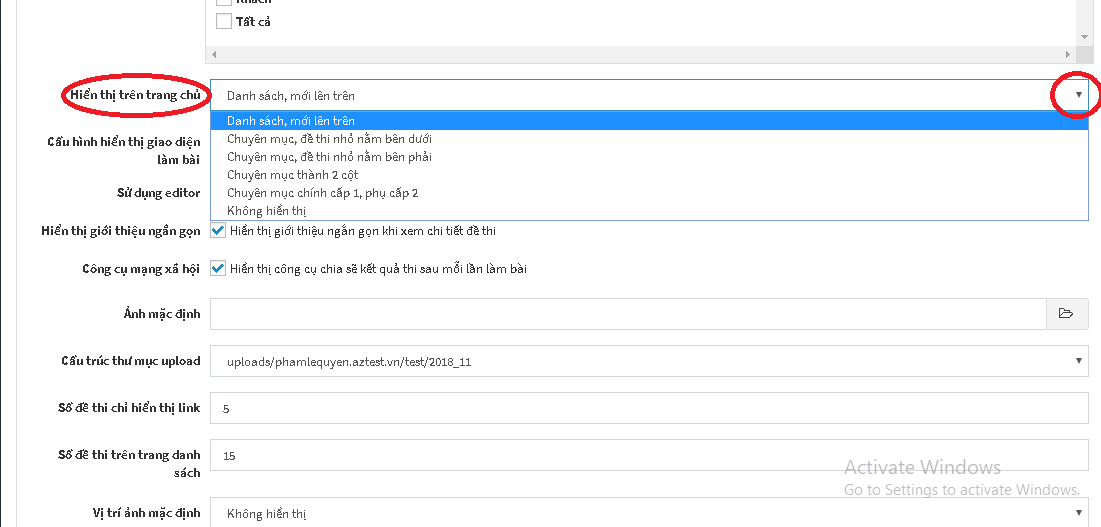 Khách
Tất cả
Hiển thị trên trang chủ
Danh sách, mới lên trên
Danh sách, mới lên trên
Chuyên mục, đề thi nhỏ nằm bên dưới
Chuyên mục, đề thi nhỏ nằm bên phải
Chuyên mục thành 2 cột
Chuyên mục chính cấp 1, phụ cấp 2
Không hiển thị
Cấu hình hiển thị giao diện
làm bài
Sử dụng editor
Hiển thị giới thiệu ngắn gọn
Hiển thị giới thiệu ngắn gọn khi xem chi tiết đề thi
Công cụ mạng xã hội
Hiển thị công cụ chia sẽ kết quả thi sau mỗi lần làm bài
Ảnh mặc định
Cấu trúc thư mục upload
uploads/phamlequyen.aztest.vn/test/2018_11
Số đề thi chỉ hiển thị link
5
Số đề thi trên trang danh
sách
15
Activate Windows
Go to Settings to activate Windows.
Vị trí ảnh mặc định
Không hiển thị